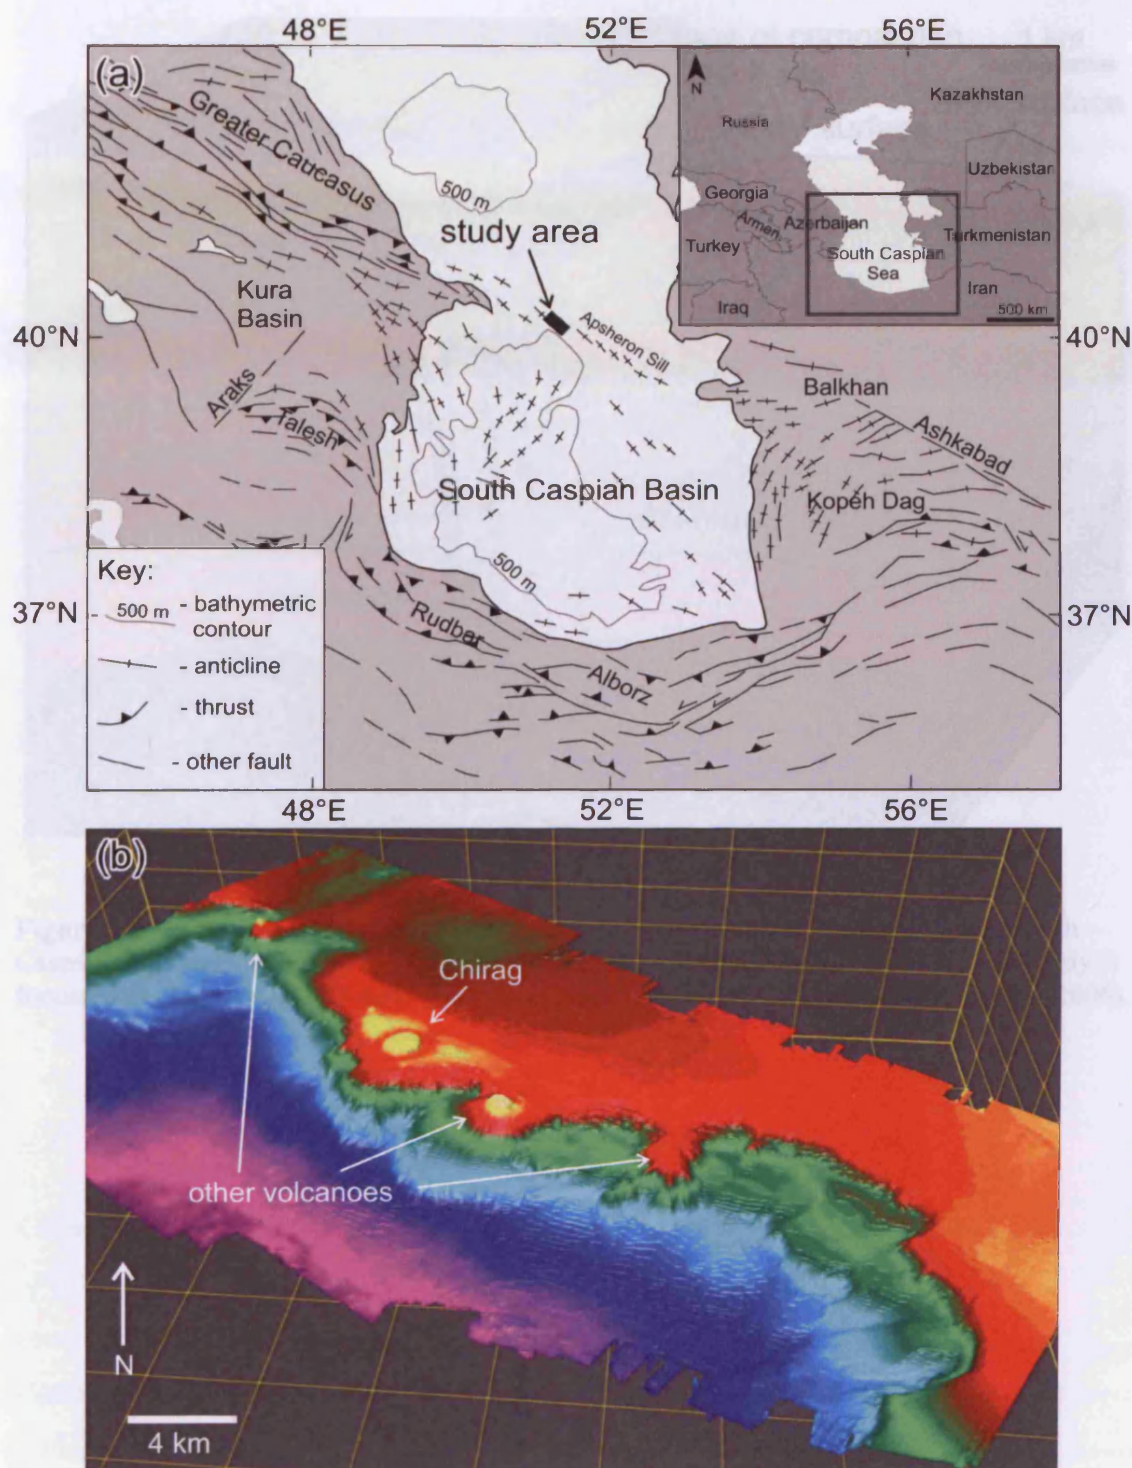 48°E
52°E
56°E
(a)
Greater Caucasus
500 m
study area
Kura
Basin
40°N
Araks
Talesh
Apsheron Sill
South Caspian Basin
500 m
Rudbar
Alborz
Balkhan
Ashkabad
Kopeh Dag
40°N
37°N
37°N
N
Kazakhstan
Russia
Uzbekistan
Georgia
Armen.
Azerbaijan
Turkey
Turkmenistan
South Caspian
Sea
Iran
Iraq
500 km
Key:
500 m - bathymetric
contour
- anticline
- thrust
- other fault
48°E
52°E
56°E
(b)
Chirag
other volcanoes
N
4 km